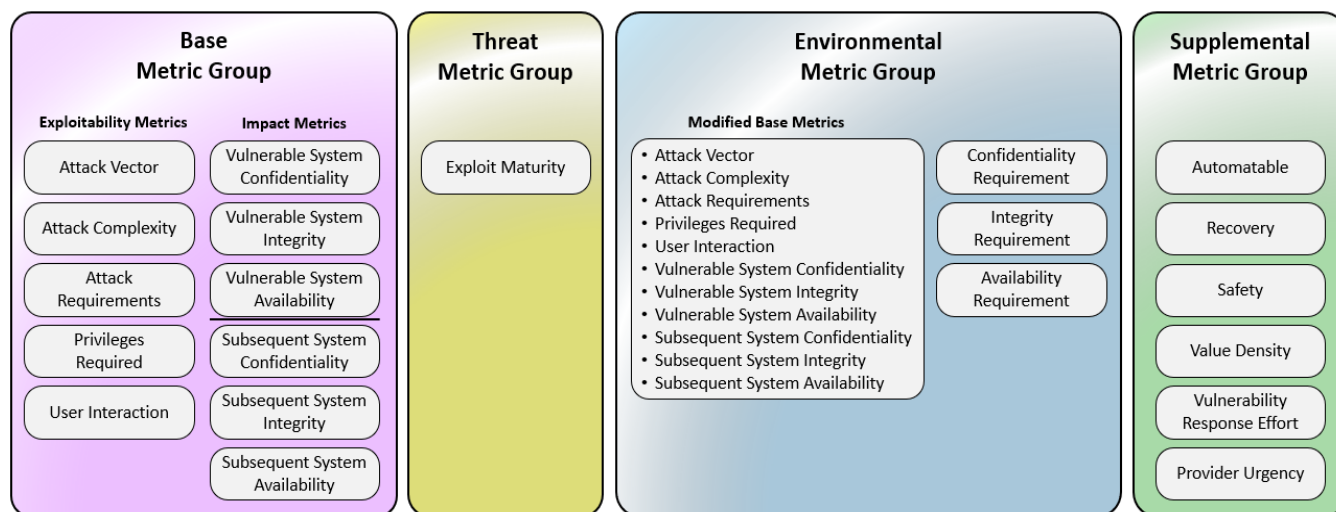 Base
Metric Group
Exploitability Metrics
Attack Vector
Attack Complexity
Attack
Requirements
Privileges
Required
User Interaction
Impact Metrics
Vulnerable System
Confidentiality
Vulnerable System
Integrity
Vulnerable System
Availability
Subsequent System
Confidentiality
Subsequent System
Integrity
Subsequent System
Availability
Threat
Metric Group
Exploit Maturity
Environmental
Metric Group
Modified Base Metrics
• Attack Vector
• Attack Complexity
• Attack Requirements
• Privileges Required
• User Interaction
• Vulnerable System Confidentiality
• Vulnerable System Integrity
• Vulnerable System Availability
• Subsequent System Confidentiality
• Subsequent System Integrity
• Subsequent System Availability
Confidentiality
Requirement
Integrity
Requirement
Availability
Requirement
Supplemental
Metric Group
Automatable
Recovery
Safety
Value Density
Vulnerability
Response Effort
Provider Urgency